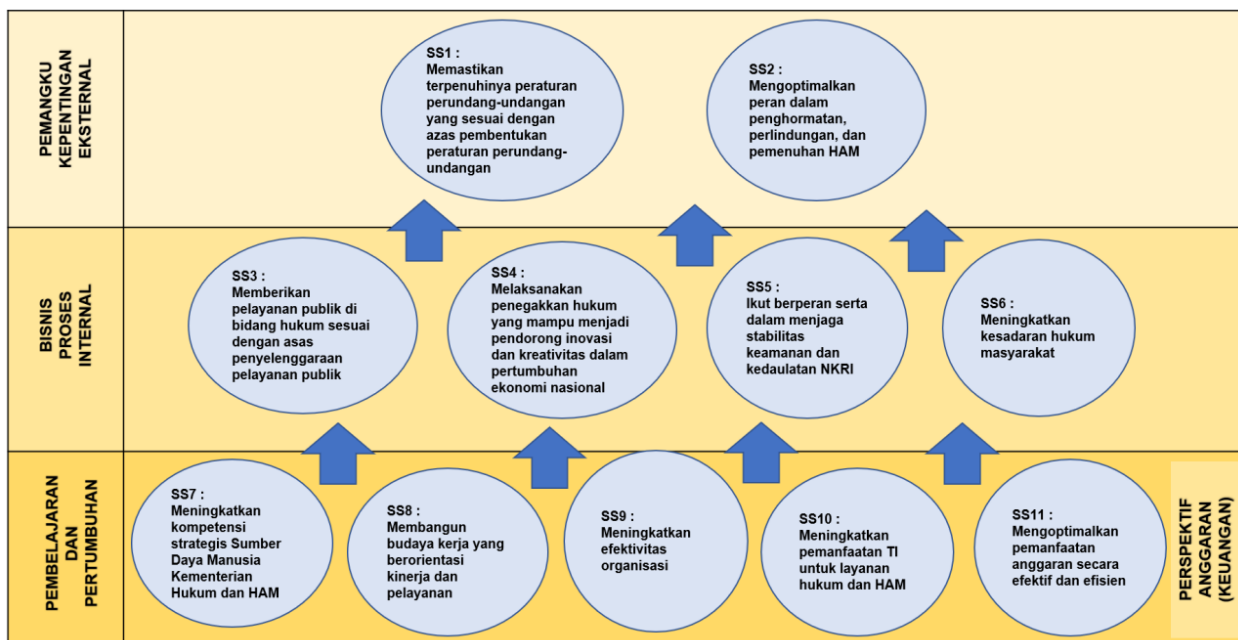 PEMANGKU
KEPENTINGAN
EKSTERNAL
SS1 :
Memastikan
terpenuhinya peraturan
perundang-undangan
yang sesuai dengan
azas pembentukan
peraturan perundang-
undangan
SS2 :
Mengoptimalkan
peran dalam
penghormatan,
perlindungan, dan
pemenuhan HAM
BISNIS
PROSES
INTERNAL
SS3 :
Memberikan
pelayanan publik di
bidang hukum sesuai
dengan asas
penyelenggaraan
pelayanan publik
SS4 :
Melaksanakan
penegakkan hukum
yang mampu menjadi
pendorong inovasi
dan kreativitas dalam
pertumbuhan
ekonomi nasional
SS5 :
Ikut berperan serta
dalam menjaga
stabilitas
keamanan dan
kedaulatan NKRI
SS6 :
Meningkatkan
kesadaran hukum
masyarakat
PEMBELAJARAN
DAN
PERTUMBUHAN
SS7 :
Meningkatkan
kompetensi
strategis Sumber
Daya Manusia
Kementerian
Hukum dan HAM
SS8 :
Membangun
budaya kerja yang
berorientasi
kinerja dan
pelayanan
SS9 :
Meningkatkan
efektivitas
organisasi
SS10 :
Meningkatkan
pemanfaatan TI
untuk layanan
hukum dan HAM
SS11 :
Mengoptimalkan
pemanfaatan
anggaran secara
efektif dan efisien
PERSPEKTIF
ANGGARAN
(KEUANGAN)